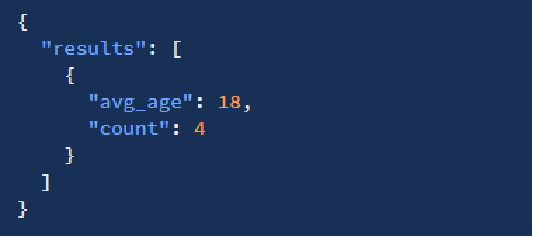 {
  "results": [
    {
      "avg_age": 18,
      "count": 4
    }
  ]
}